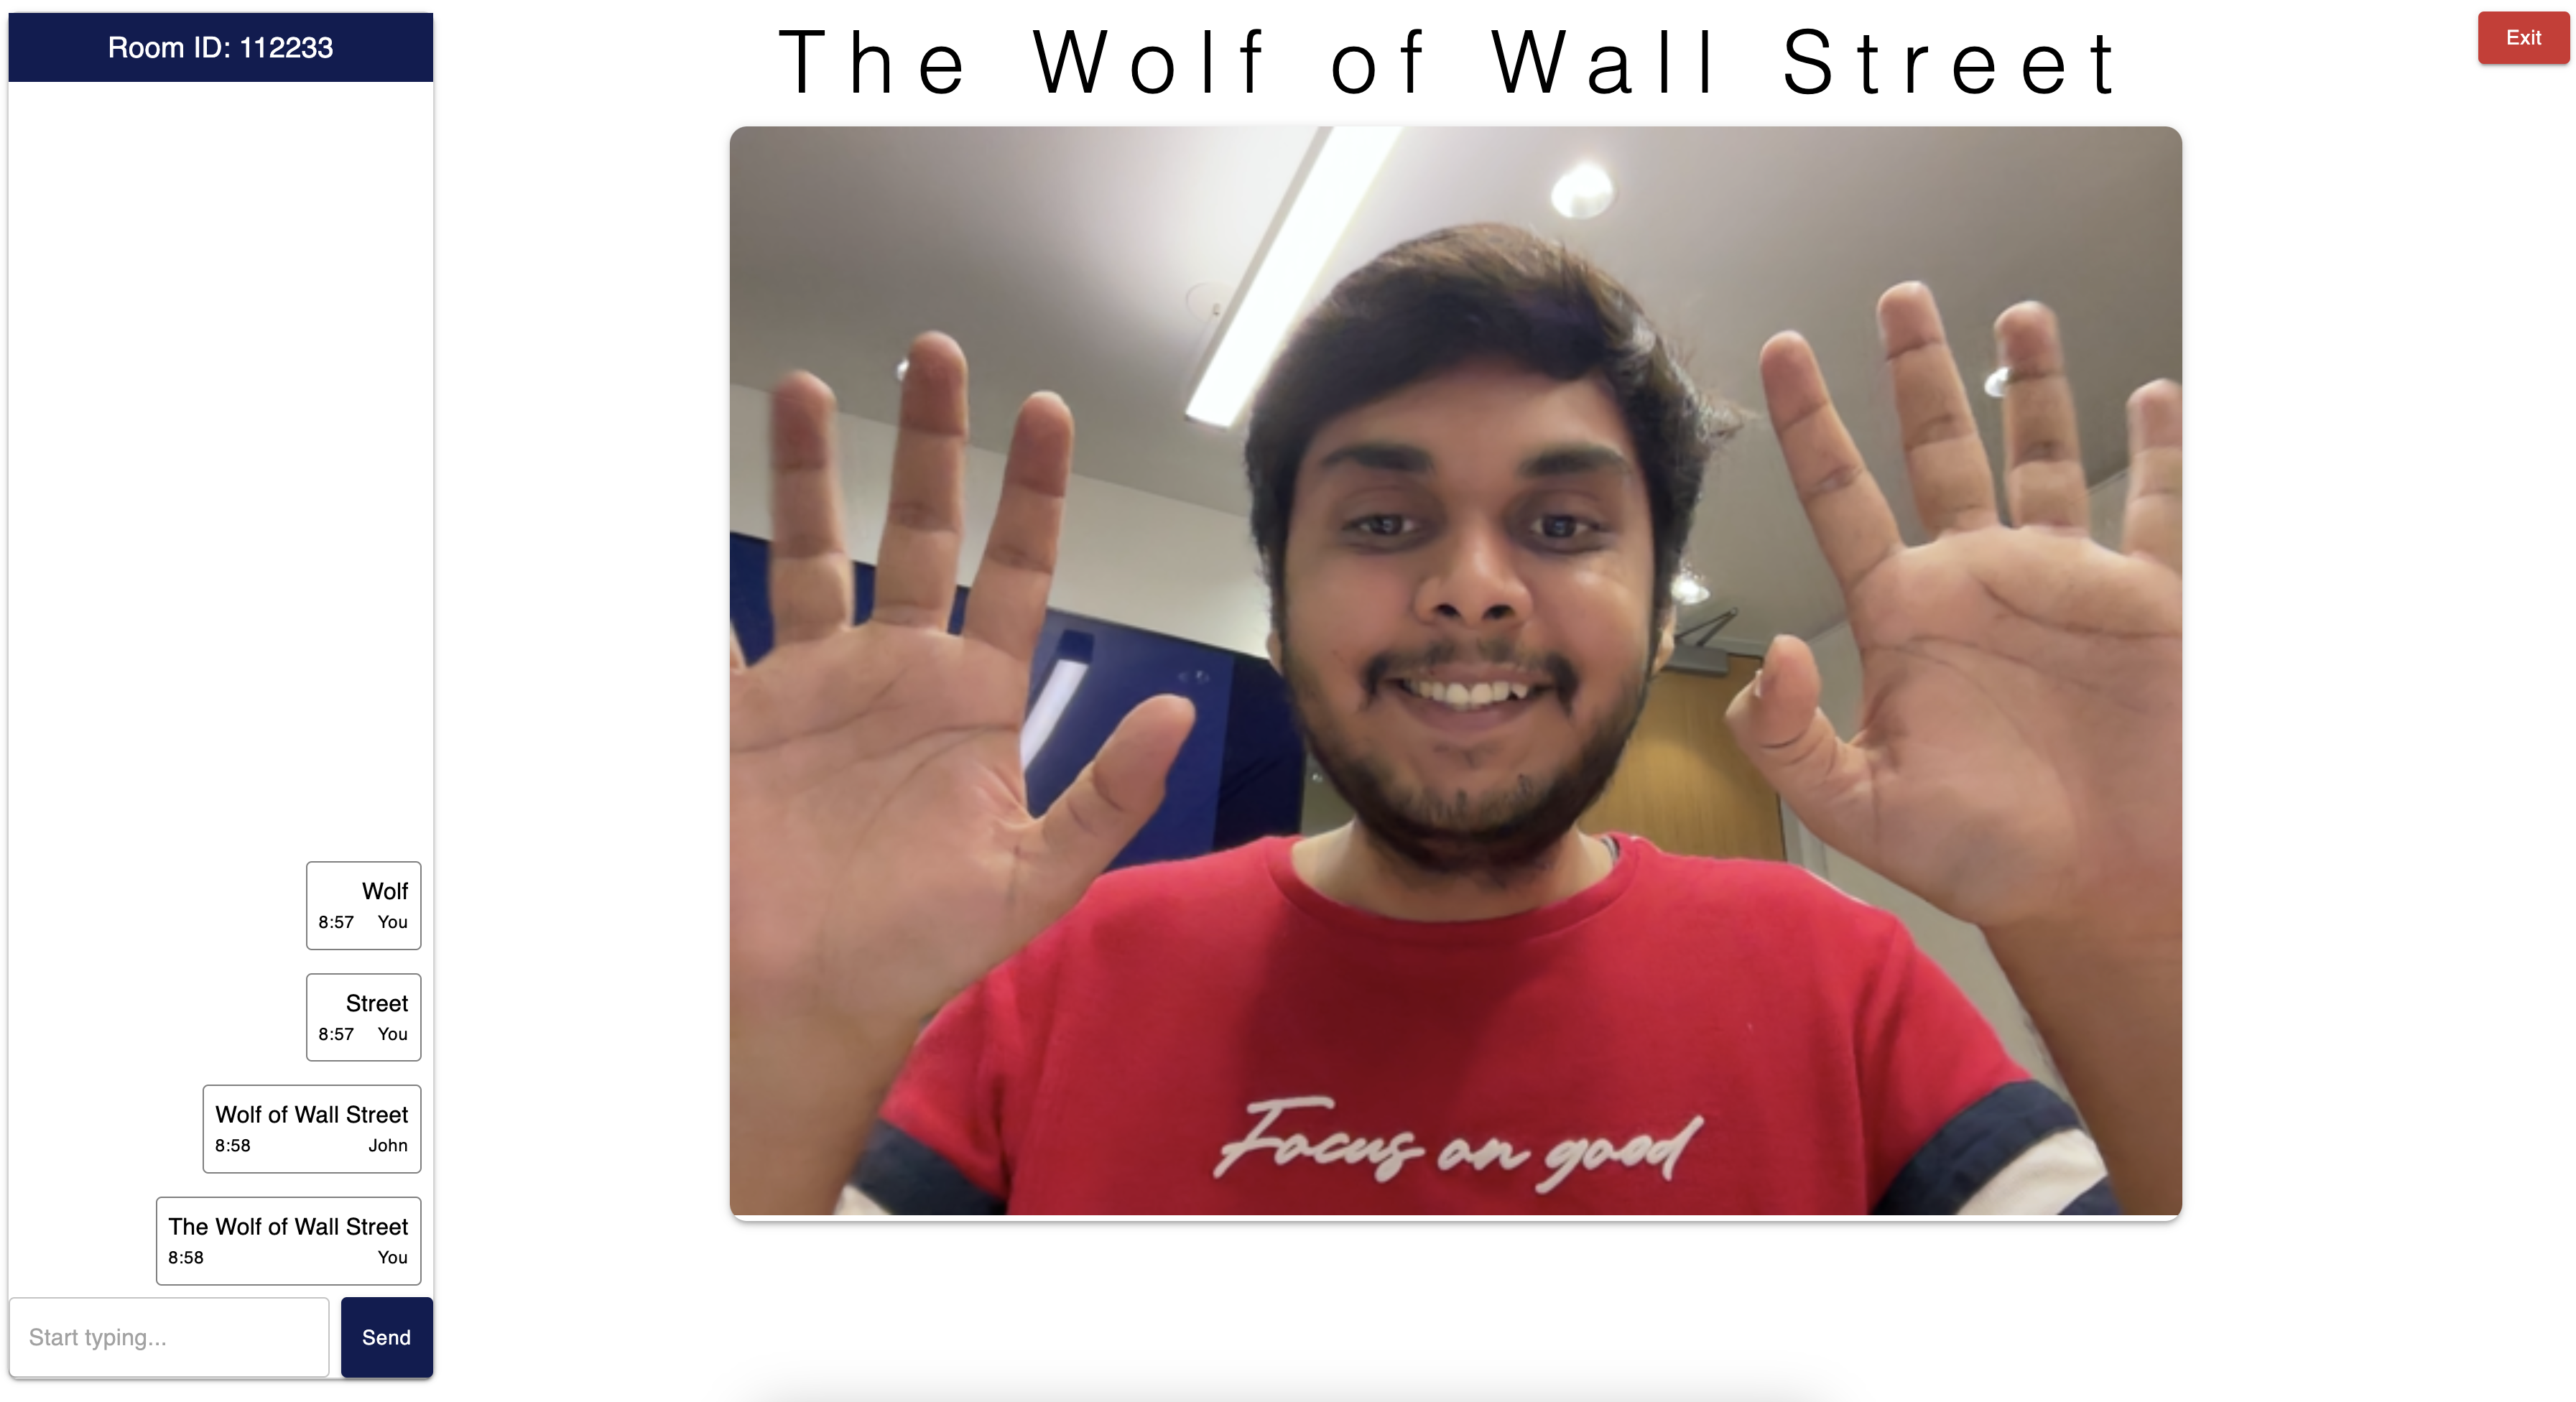 Room ID: 112233
Wolf
8:57 You
Street
8:57 You
Wolf of Wall Street
8:58 John
The Wolf of Wall Street
8:58 You
Start typing...
Send
The Wolf of Wall Street
Focus on good
Exit